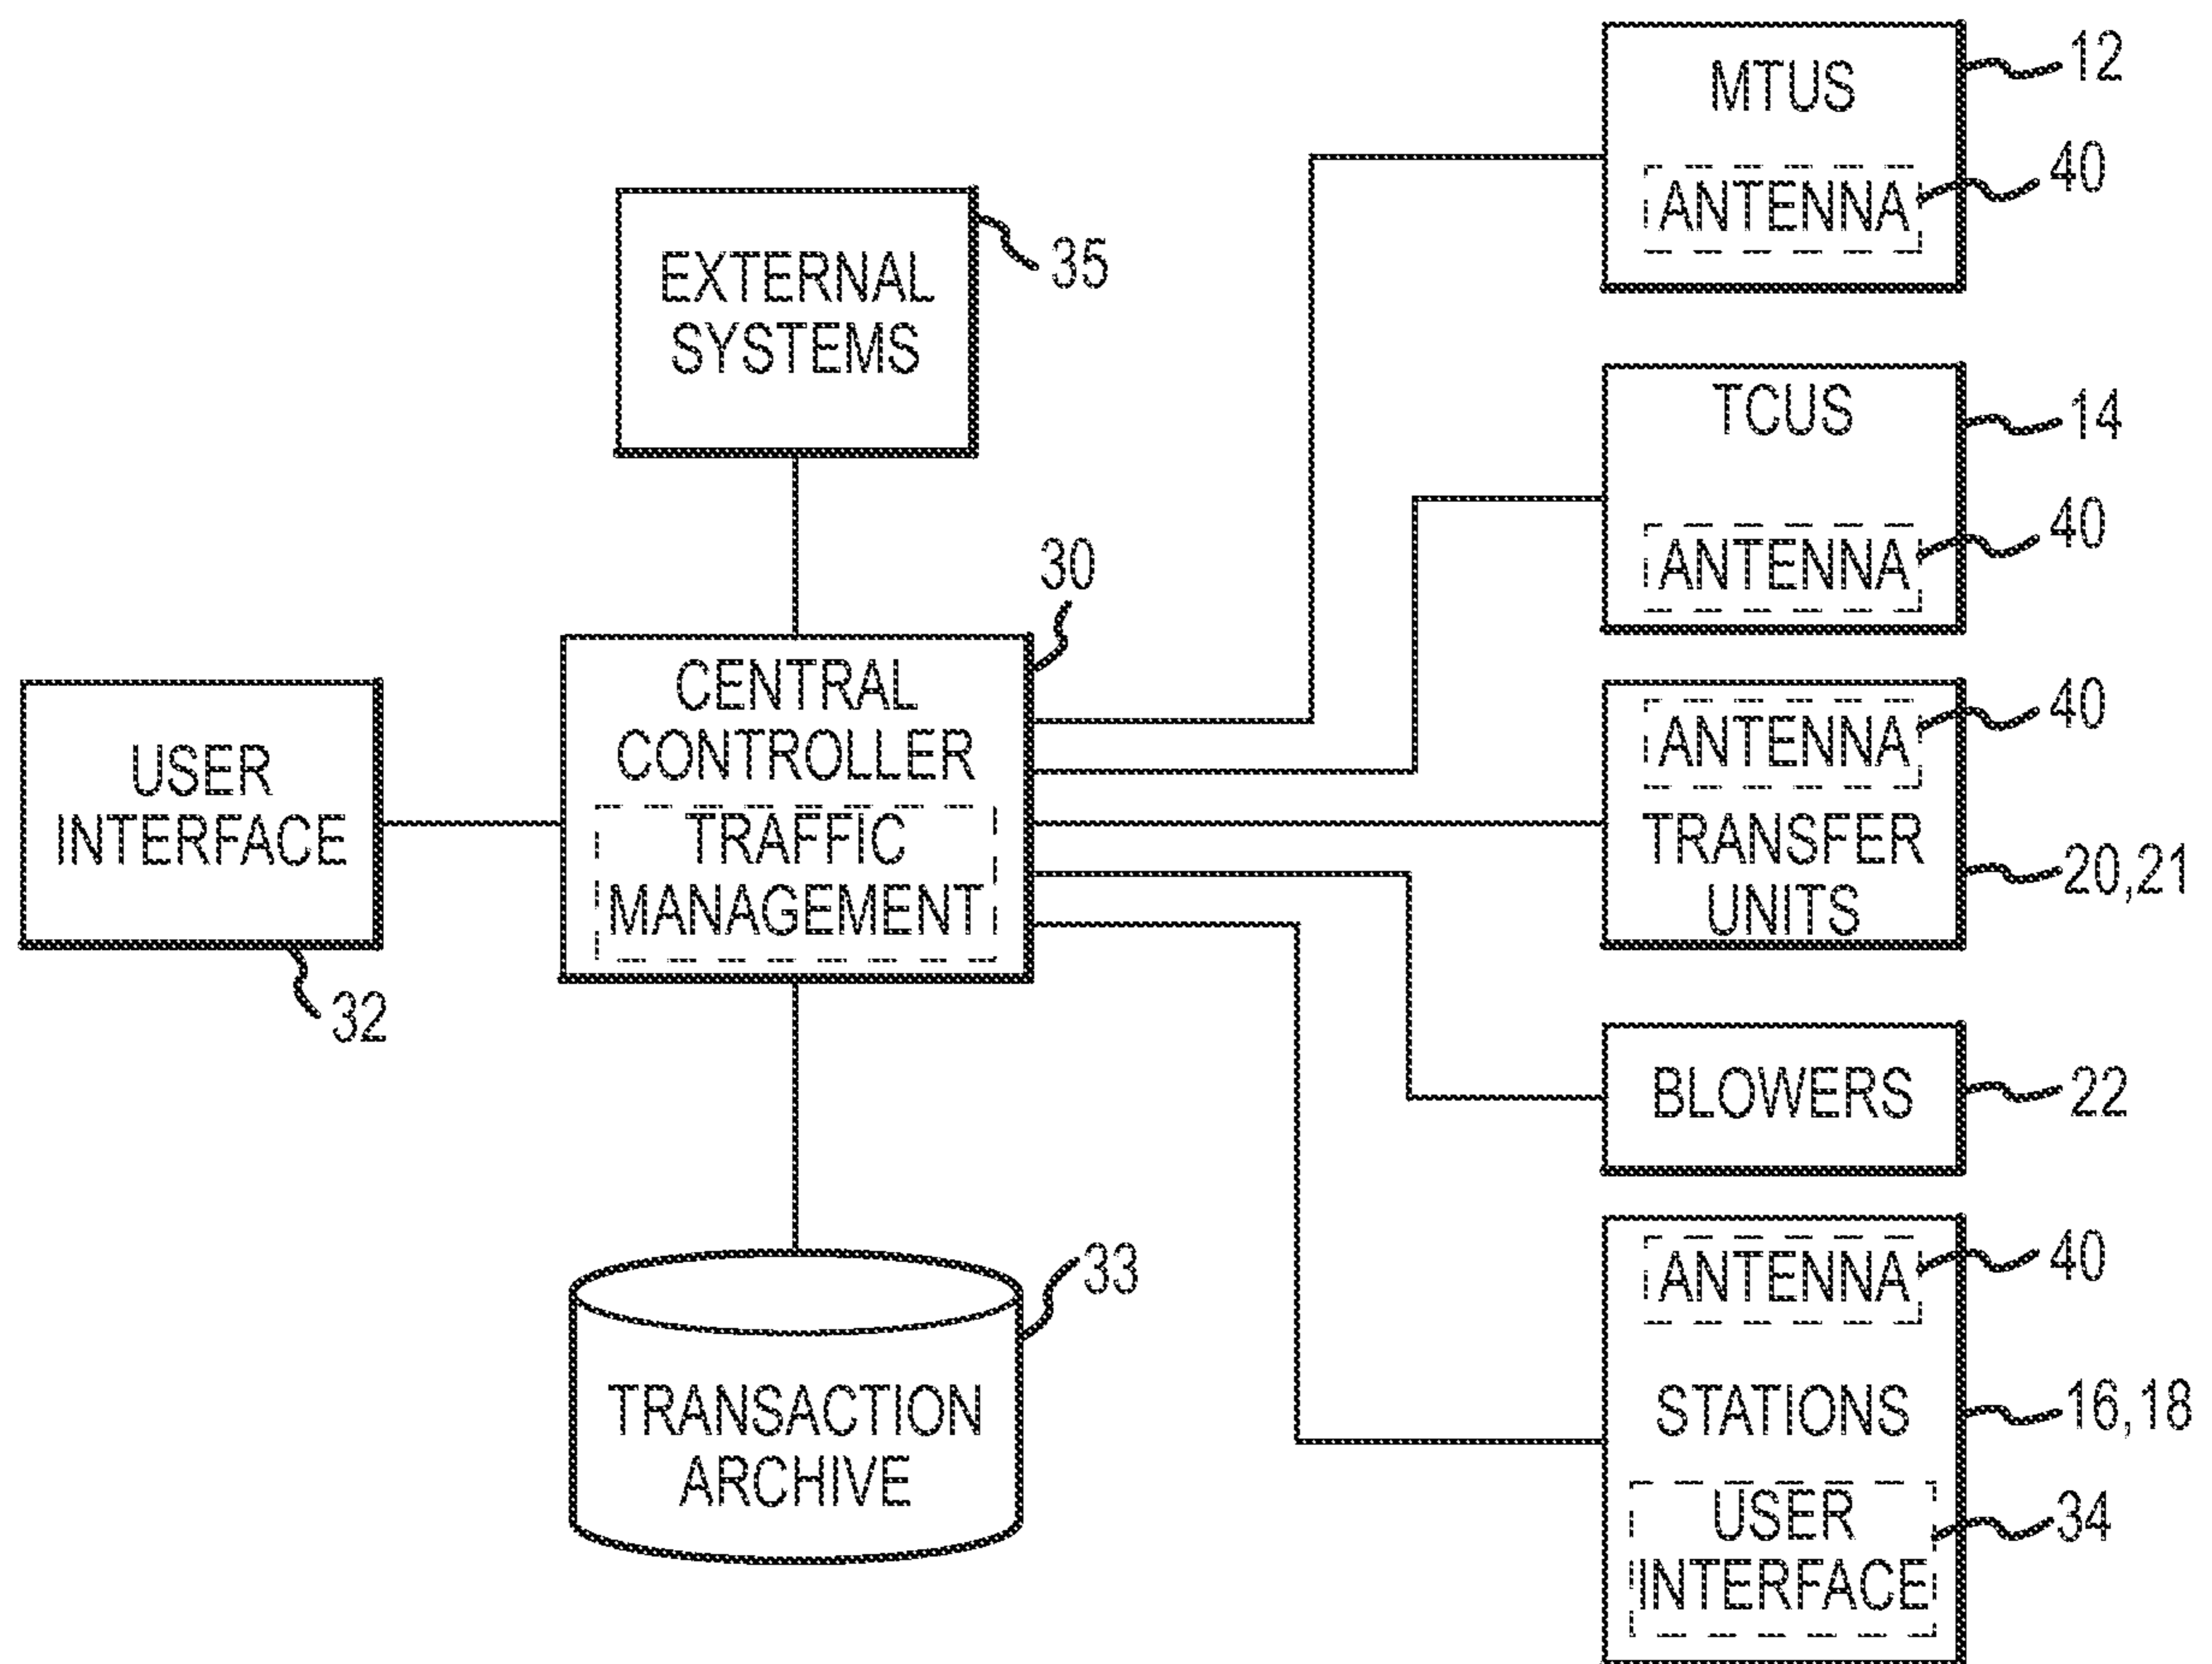 MTUS
12
ANTENNA
40
EXTERNAL
SYSTEMS
35
TCUS
14
ANTENNA
40
30
CENTRAL
CONTROLLER
TRAFFIC
MANAGEMENT
USER
INTERFACE
32
ANTENNA
40
TRANSFER
UNITS
20,21
BLOWERS
22
33
TRANSACTION
ARCHIVE
ANTENNA
40
STATIONS
16,18
USER
INTERFACE
34